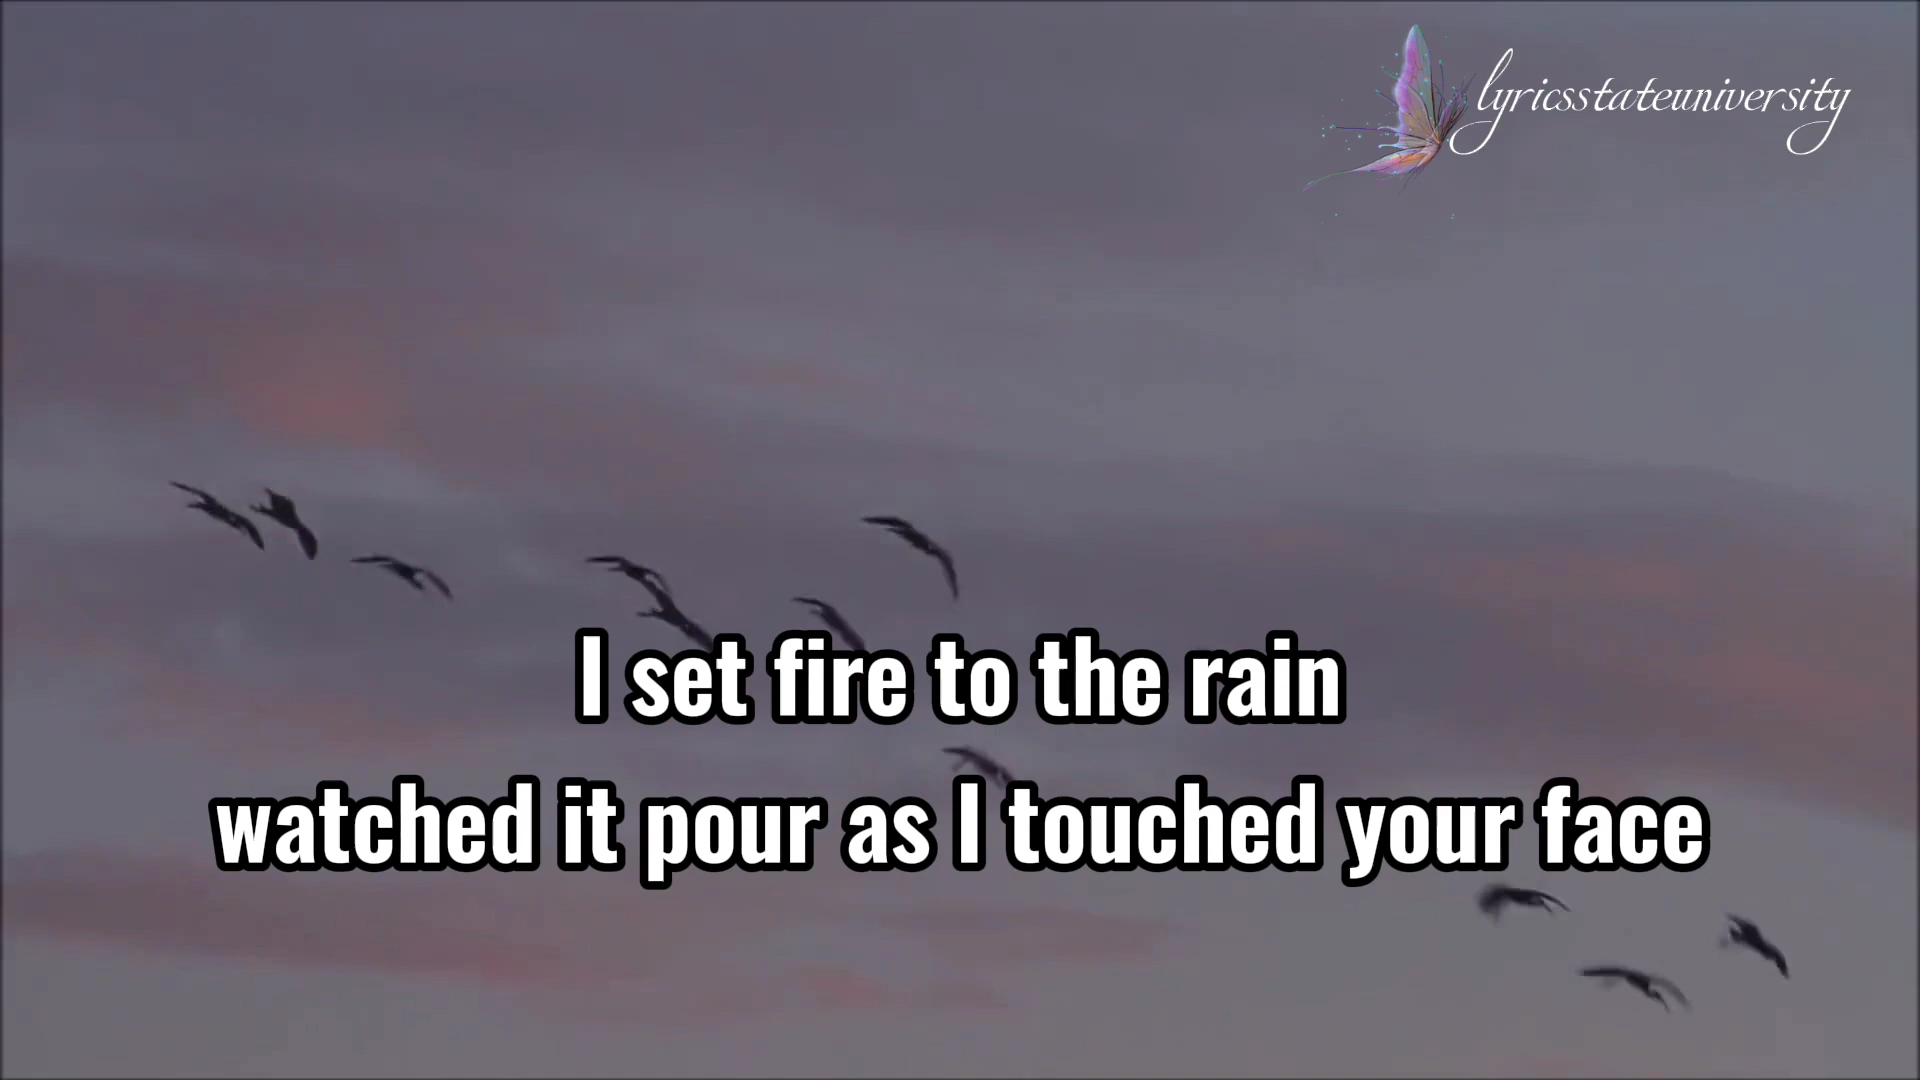 lyricsstateuniversity
I set fire to the rain
watched it pour as I touched your face